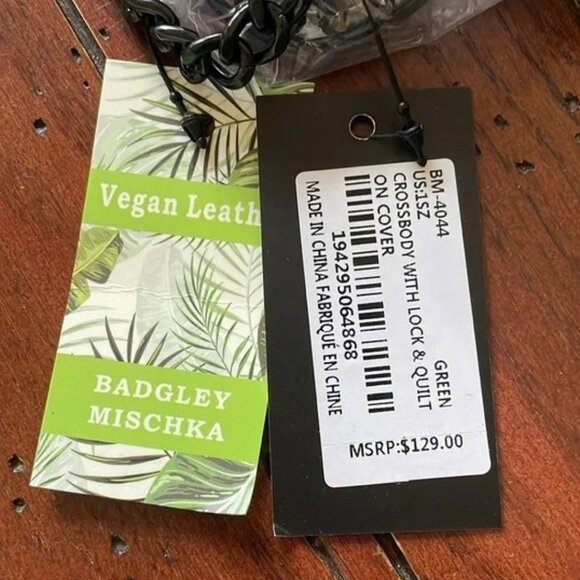 Vegan Leath
BADGLEY
MISCHKA
BM-4044 GREEN
US:1SZ
CROSSBODY WITH LOCK & QUILT
ON COVER
194295064868
MADE IN CHINA FABRIQUÉ EN CHINE
MSRP:$129.00